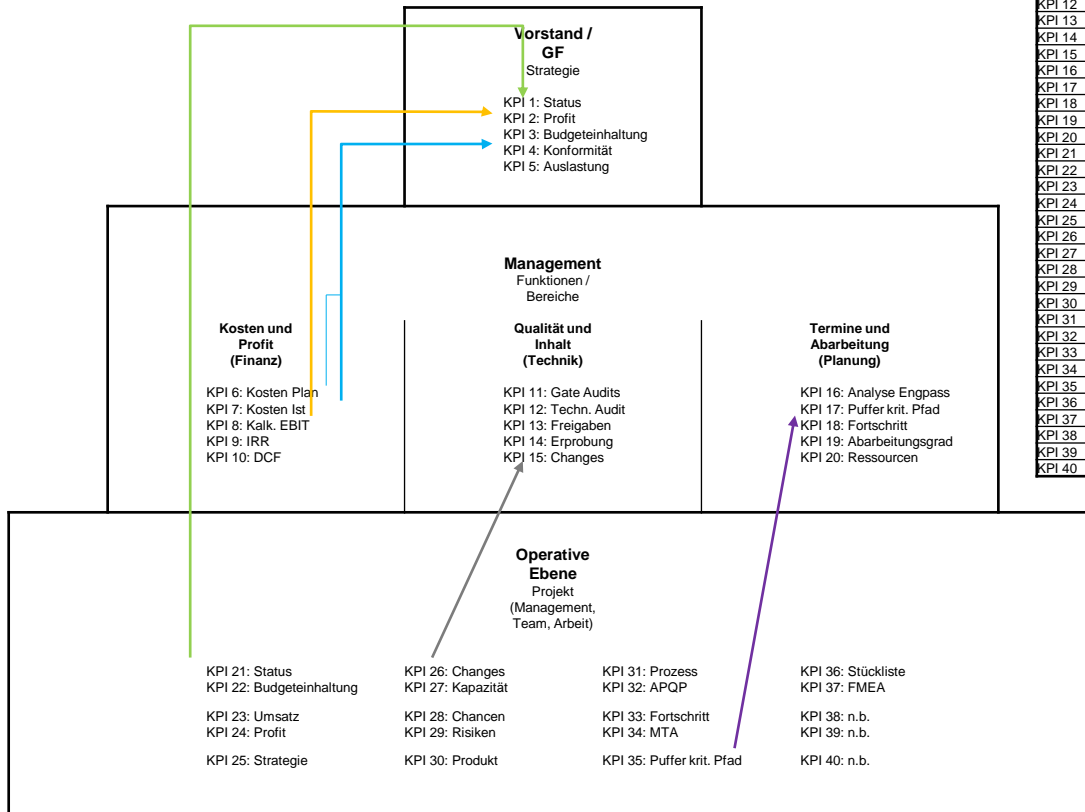 Vorstand /
GF
Strategie
KPI 1: Status
KPI 2: Profit
KPI 3: Budgeteinhaltung
KPI 4: Konformität
KPI 5: Auslastung
Management
Funktionen /
Bereiche
Kosten und
Profit
(Finanz)
KPI 6: Kosten Plan
KPI 7: Kosten Ist
KPI 8: Kalk. EBIT
KPI 9: IRR
KPI 10: DCF
Qualität und
Inhalt
(Technik)
KPI 11: Gate Audits
KPI 12: Techn. Audit
KPI 13: Freigaben
KPI 14: Erprobung
KPI 15: Changes
Termine und
Abarbeitung
(Planung)
KPI 16: Analyse Engpass
KPI 17: Puffer krit. Pfad
KPI 18: Fortschritt
KPI 19: Abarbeitungsgrad
KPI 20: Ressourcen
Operative
Ebene
Projekt
(Management,
Team, Arbeit)
KPI 21: Status
KPI 22: Budgeteinhaltung
KPI 23: Umsatz
KPI 24: Profit
KPI 25: Strategie
KPI 26: Changes
KPI 27: Kapazität
KPI 28: Chancen
KPI 29: Risiken
KPI 30: Produkt
KPI 31: Prozess
KPI 32: APQP
KPI 33: Fortschritt
KPI 34: MTA
KPI 35: Puffer krit. Pfad
KPI 36: Stückliste
KPI 37: FMEA
KPI 38: n.b.
KPI 39: n.b.
KPI 40: n.b.
KPI 12
KPI 13
KPI 14
KPI 15
KPI 16
KPI 17
KPI 18
KPI 19
KPI 20
KPI 21
KPI 22
KPI 23
KPI 24
KPI 25
KPI 26
KPI 27
KPI 28
KPI 29
KPI 30
KPI 31
KPI 32
KPI 33
KPI 34
KPI 35
KPI 36
KPI 37
KPI 38
KPI 39
KPI 40